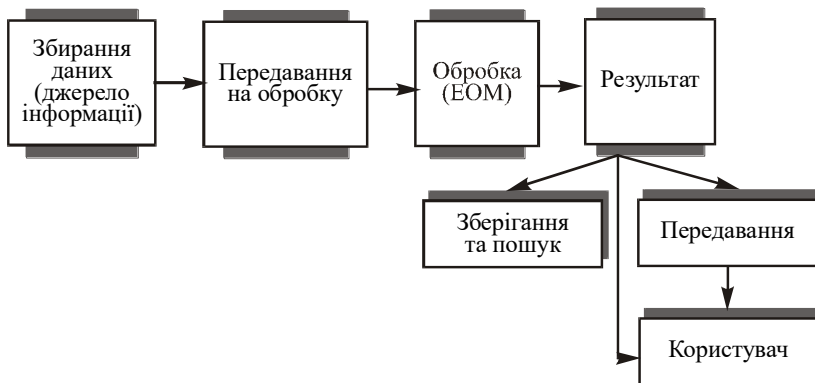 Збирання
даних
(джерело
інформації)
Передавання
на обробку
Обробка
(ЕОМ)
Результат
Зберігання
та пошук
Передавання
Користувач